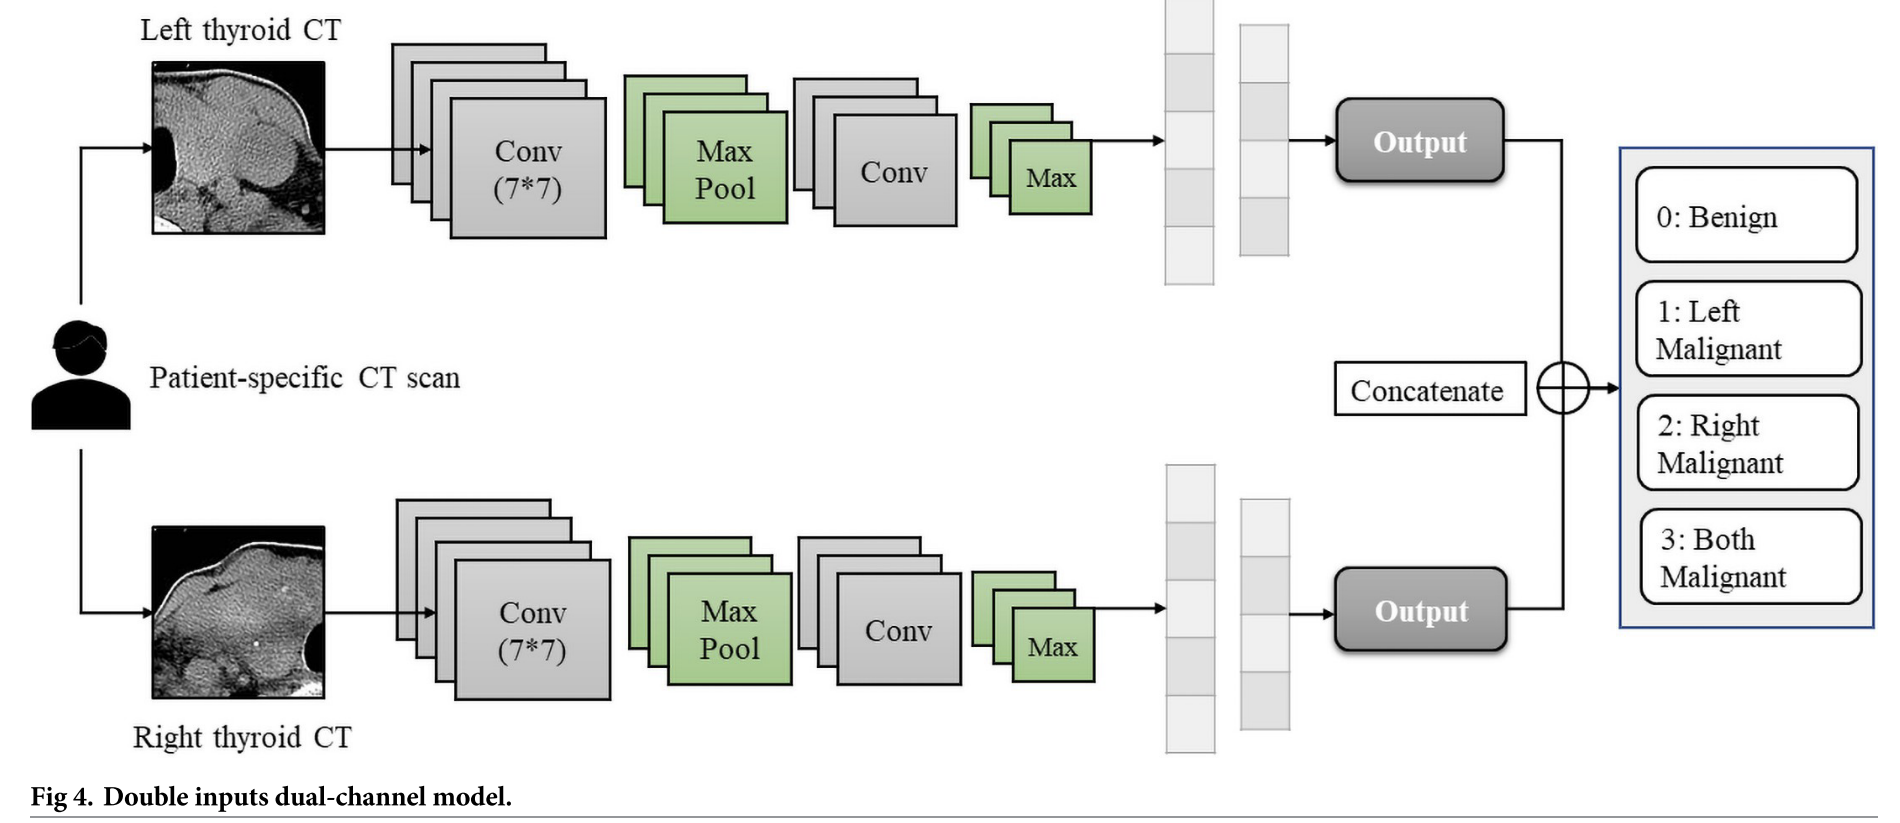 Left thyroid CT
Conv
(7*7)
Max
Pool
Conv
Max
Output
0: Benign
1: Left
Malignant
2: Right
Malignant
3: Both
Malignant
Patient-specific CT scan
Concatenate
Conv
(7*7)
Max
Pool
Conv
Max
Output
Right thyroid CT
Fig 4. Double inputs dual-channel model.